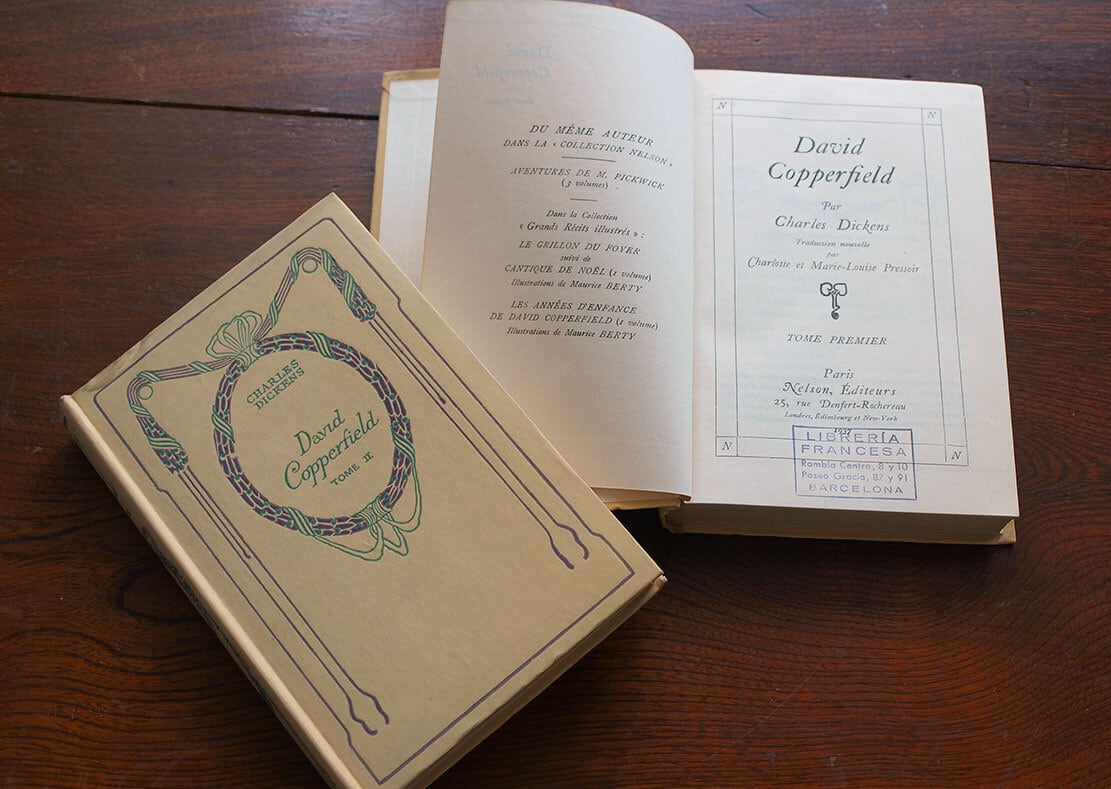 CHARLES
DICKENS
David
Copperfield
TOME II
DU MÊME AUTEUR
DANS LA « COLLECTION NELSON »
AVENTURES DE M. PICKWICK
(3 volumes)
Dans la Collection
« Grands Récits illustrés » :
LE GRILLON DU FOYER
suivi de
CANTIQUE DE NOËL (1 volume)
Illustrations de Maurice BERTY
LES ANNÉES D'ENFANCE
DE DAVID COPPERFIELD (1 volume)
Illustrations de Maurice BERTY
N
N
David
Copperfield
Par
Charles Dickens
Traduction nouvelle
par
Charlotte et Marie-Louise Pressoir
TOME PREMIER
Paris
Nelson, Éditeurs
25, rue Denfert-Rochereau
Londres, Édimbourg et New-York
1937
N
N
LIBRERÍA
FRANCESA
Rambla Centro, 8 y 10
Paseo Gracia, 87 y 91
BARCELONA